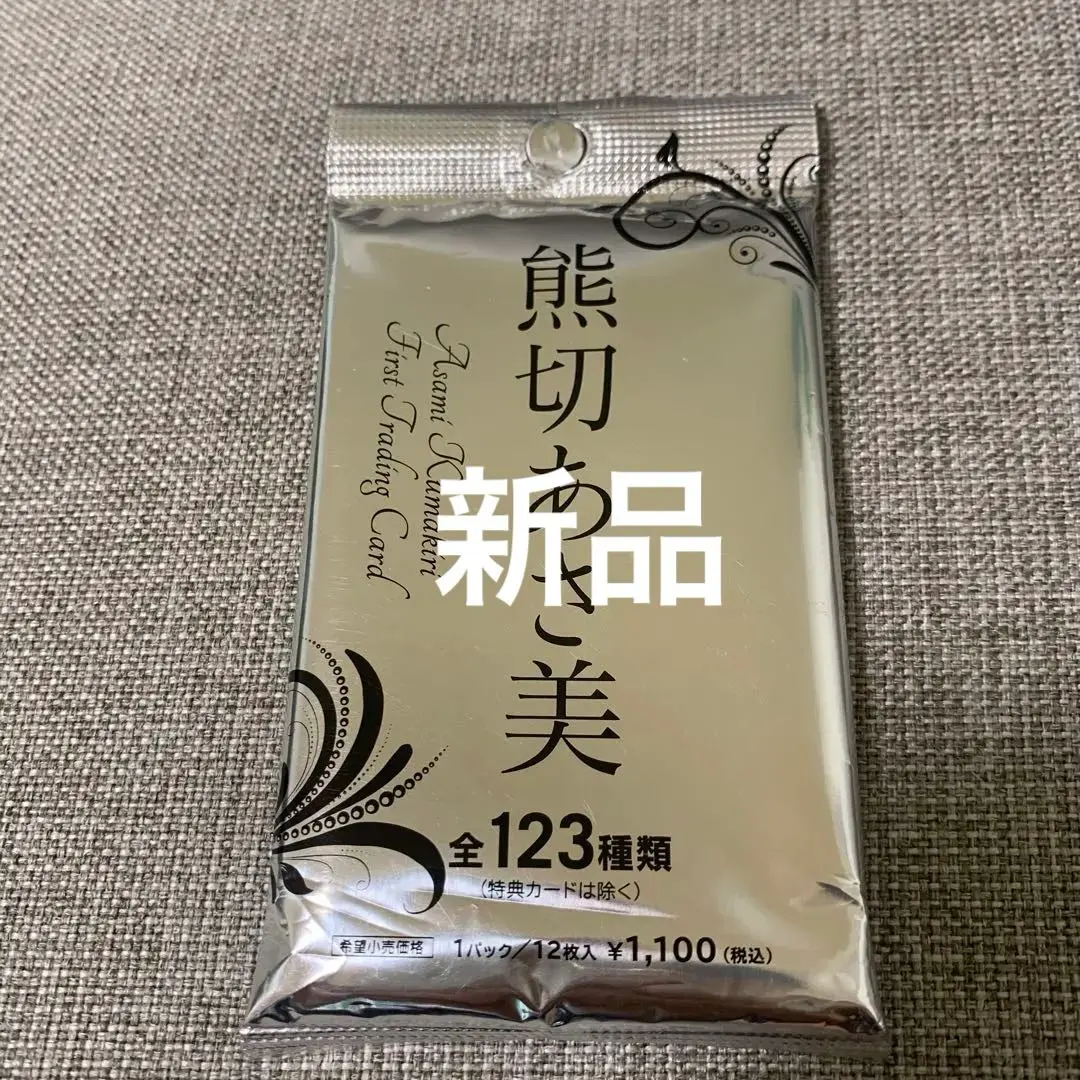 熊切あさ美
Asami Kumakiri
First Trading Card
新品
全123種類
(特典カードは除く)
希望小売価格 1パック/12枚入 ¥1,100(税込)